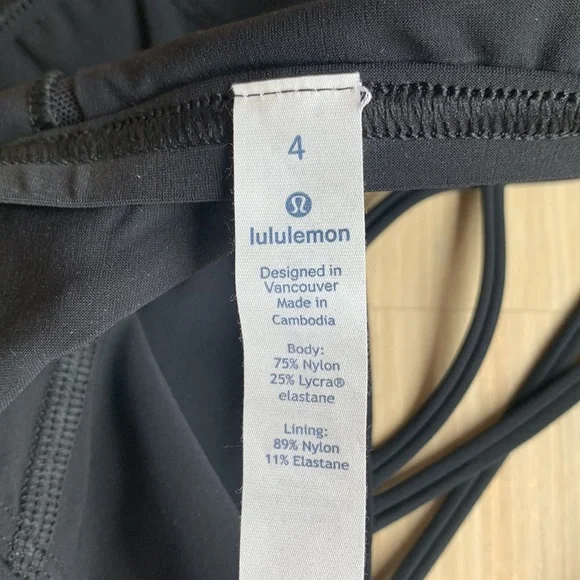 4
lululemon
Designed in
Vancouver
Made in
Cambodia
Body:
75% Nylon
25% Lycra®
elastane
Lining:
89% Nylon
11% Elastane